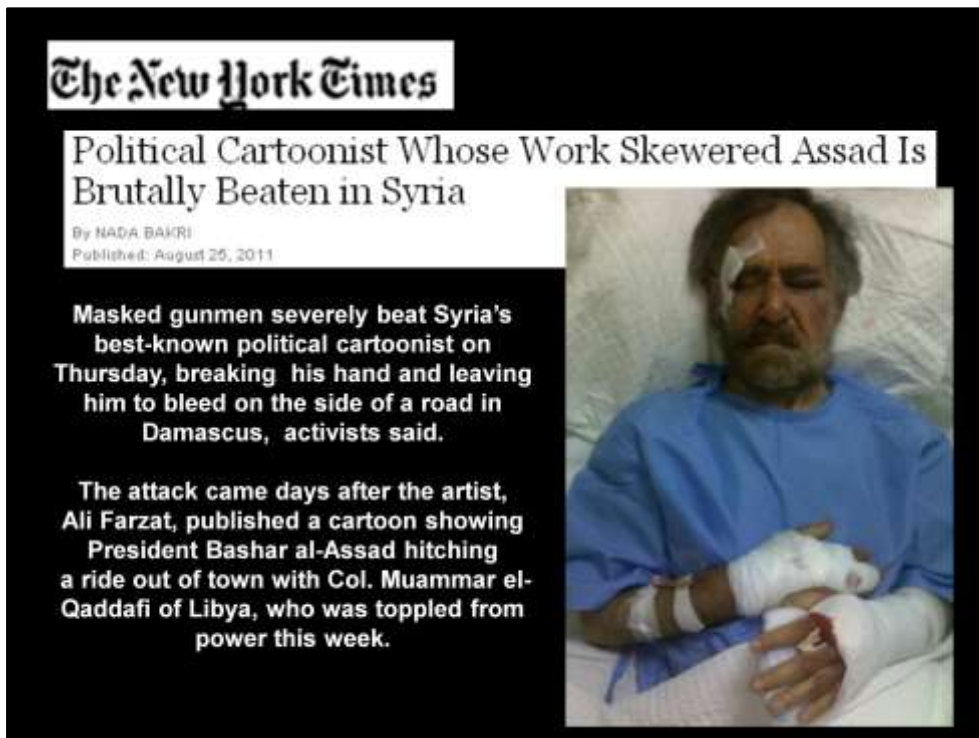 The New York Times
Political Cartoonist Whose Work Skewered Assad Is
Brutally Beaten in Syria
By NADA BAKRI
Published: August 25, 2011
Masked gunmen severely beat Syria's
best-known political cartoonist on
Thursday, breaking his hand and leaving
him to bleed on the side of a road in
Damascus, activists said.
The attack came days after the artist,
Ali Farzat, published a cartoon showing
President Bashar al-Assad hitching
a ride out of town with Col. Muammar el-
Qaddafi of Libya, who was toppled from
power this week.